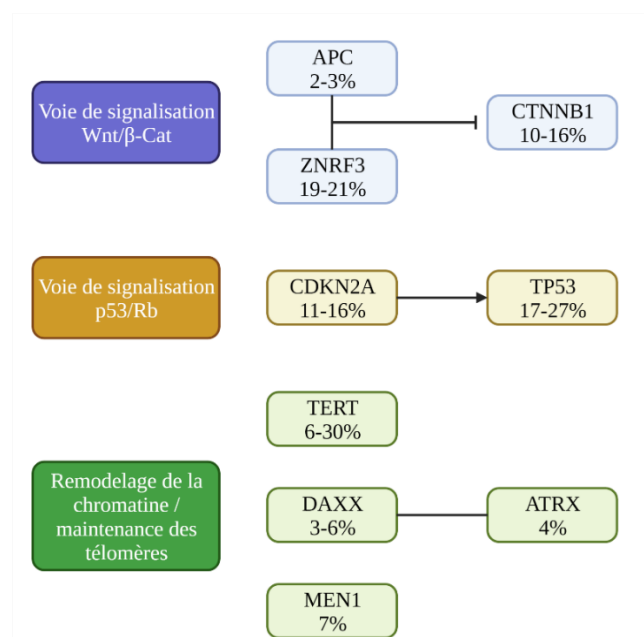 Voie de signalisation
Wnt/β-Cat
APC
2-3%
ZNRF3
19-21%
CTNNB1
10-16%
Voie de signalisation
p53/Rb
CDKN2A
11-16%
TP53
17-27%
Remodelage de la
chromatine /
maintenance des
télomères
TERT
6-30%
DAXX
3-6%
ATRX
4%
MEN1
7%